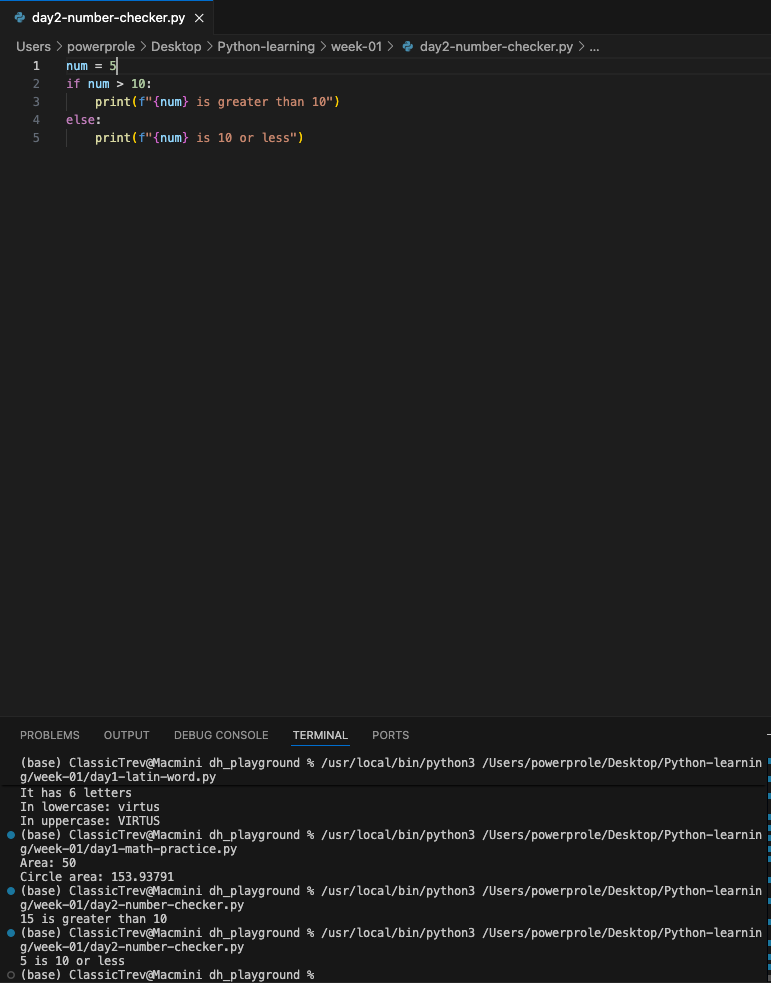 day2-number-checker.py
Users > powerprole > Desktop > Python-learning > week-01 > day2-number-checker.py > ...
1 num = 5
2 if num > 10:
3     print(f"{num} is greater than 10")
4 else:
5     print(f"{num} is 10 or less")
PROBLEMS OUTPUT DEBUG CONSOLE TERMINAL PORTS
(base) ClassicTrev@Macmini dh_playground % /usr/local/bin/python3 /Users/powerprole/Desktop/Python-learnin
g/week-01/day1-latin-word.py
It has 6 letters
In lowercase: virtus
In uppercase: VIRTUS
(base) ClassicTrev@Macmini dh_playground % /usr/local/bin/python3 /Users/powerprole/Desktop/Python-learnin
g/week-01/day1-math-practice.py
Area: 50
Circle area: 153.93791
(base) ClassicTrev@Macmini dh_playground % /usr/local/bin/python3 /Users/powerprole/Desktop/Python-learnin
g/week-01/day2-number-checker.py
15 is greater than 10
(base) ClassicTrev@Macmini dh_playground % /usr/local/bin/python3 /Users/powerprole/Desktop/Python-learnin
g/week-01/day2-number-checker.py
5 is 10 or less
(base) ClassicTrev@Macmini dh_playground %